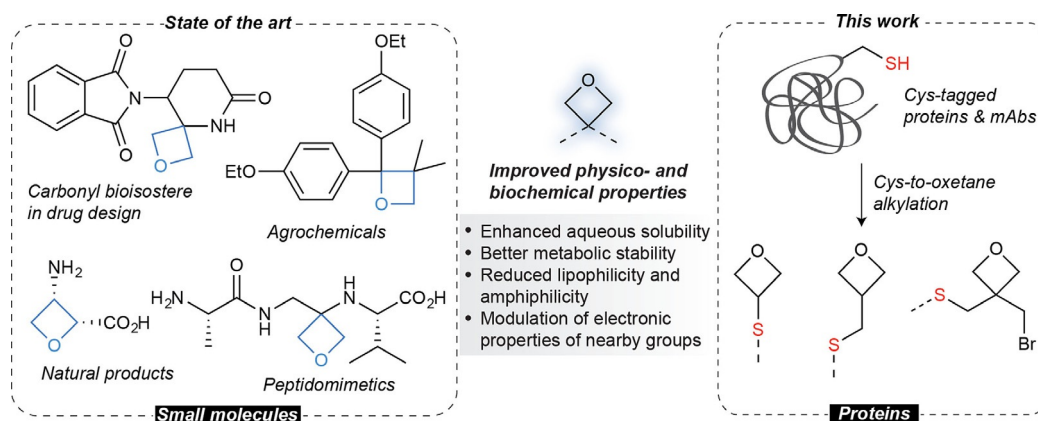 State of the art
O
N
O
O
NH
O
Carbonyl bioisostere
in drug design
OEt
EtO
O
Agrochemicals
NH2
CO2H
O
Natural products
H2N
O
N
H
H
N
CO2H
O
Peptidomimetics
Small molecules
O
Improved physico- and
biochemical properties
• Enhanced aqueous solubility
• Better metabolic stability
• Reduced lipophilicity and
amphiphilicity
• Modulation of electronic
properties of nearby groups
This work
SH
Cys-tagged
proteins & mAbs
Cys-to-oxetane
alkylation
O
S
O
S
O
S
Br
Proteins